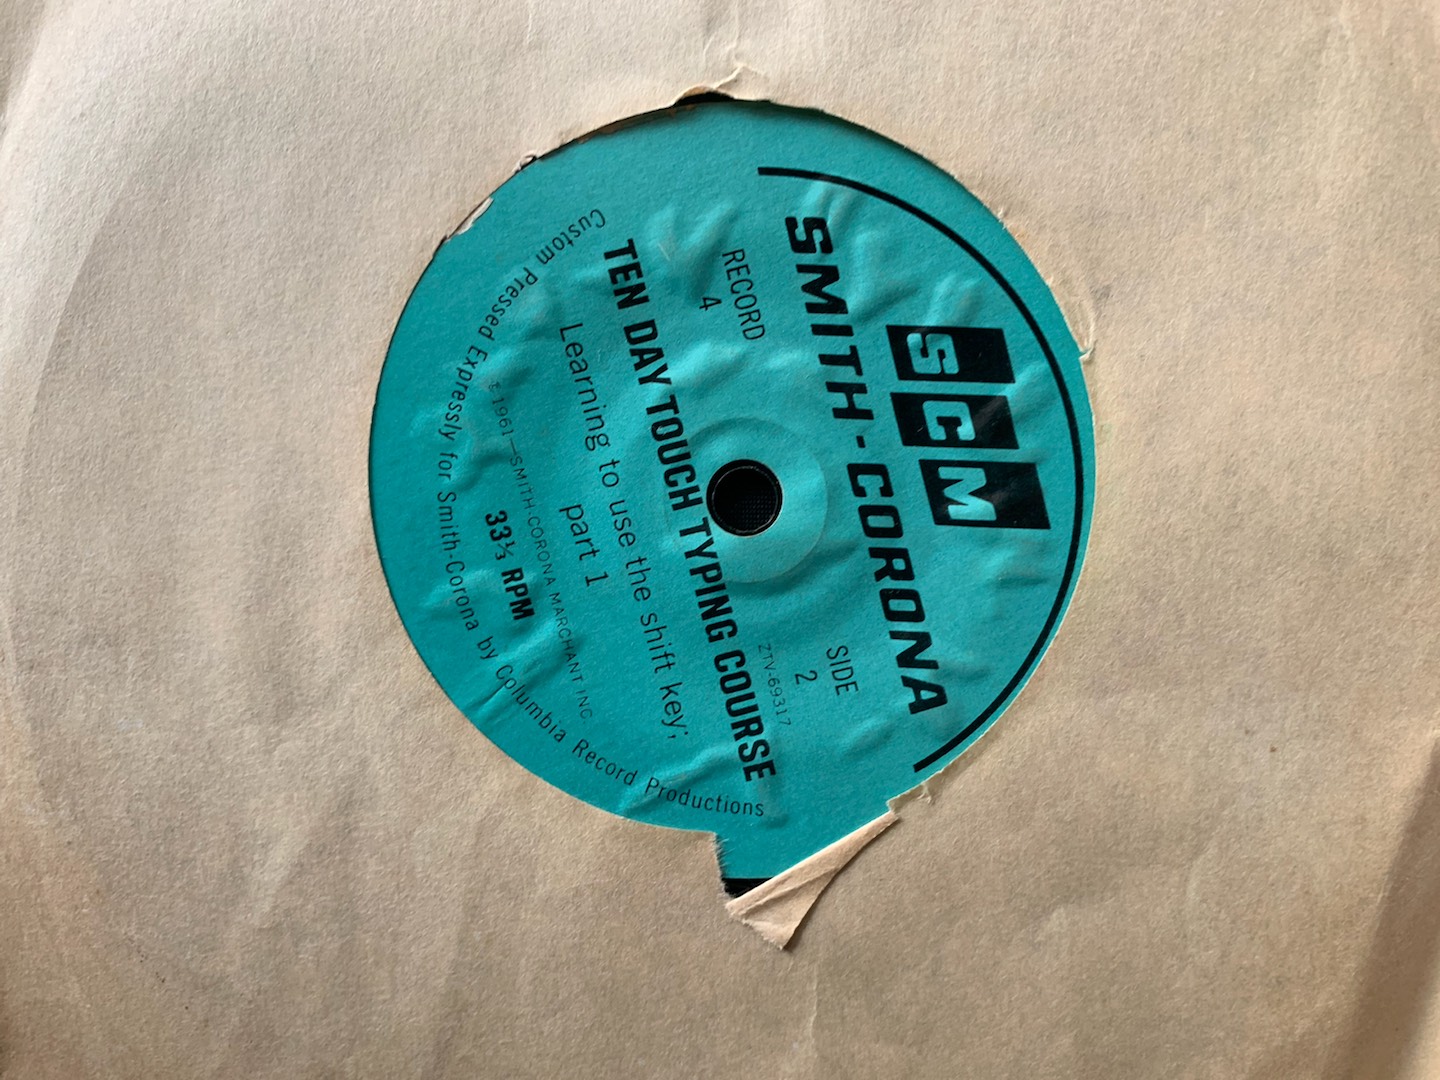 SCM
SMITH-CORONA
RECORD
4
SIDE
2
ZTV-69317
TEN DAY TOUCH TYPING COURSE
Learning to use the shift key;
part 1
© 1961—SMITH-CORONA MARCHANT INC
33⅓ RPM
Custom Pressed Expressly for Smith-Corona by Columbia Record Productions